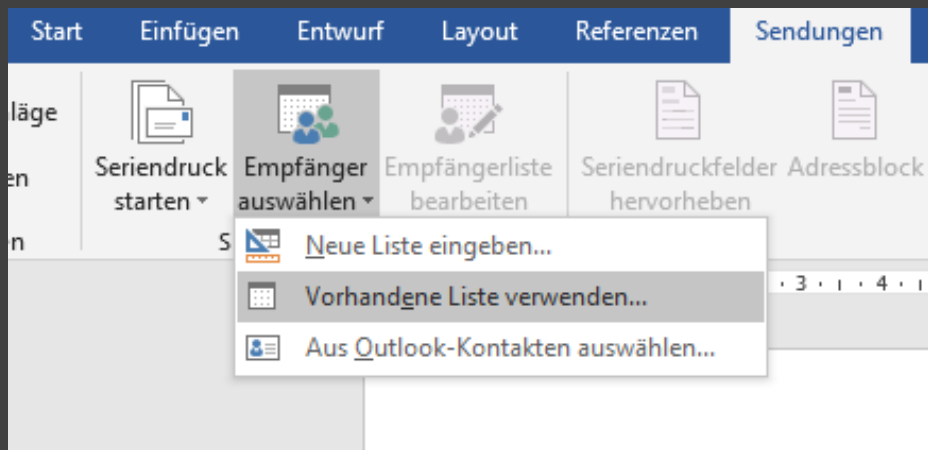 Start Einfügen Entwurf Layout Referenzen Sendungen
läge
en
n
Seriendruck starten
Empfänger auswählen
Empfängerliste bearbeiten
Seriendruckfelder hervorheben
Adressblock
S
Neue Liste eingeben...
Vorhandene Liste verwenden...
Aus Outlook-Kontakten auswählen...
· 3 · ı · 4 · ı